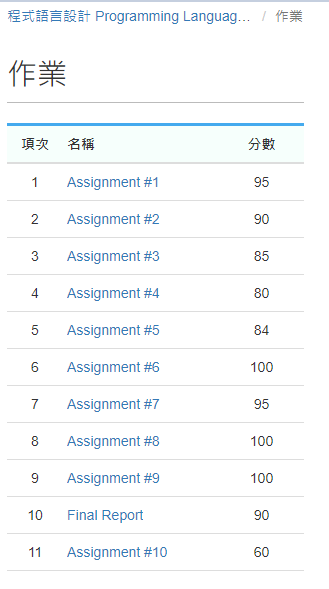 程式語言設計 Programming Languag... / 作業
作業
項次 名稱 分數
1 Assignment #1 95
2 Assignment #2 90
3 Assignment #3 85
4 Assignment #4 80
5 Assignment #5 84
6 Assignment #6 100
7 Assignment #7 95
8 Assignment #8 100
9 Assignment #9 100
10 Final Report 90
11 Assignment #10 60